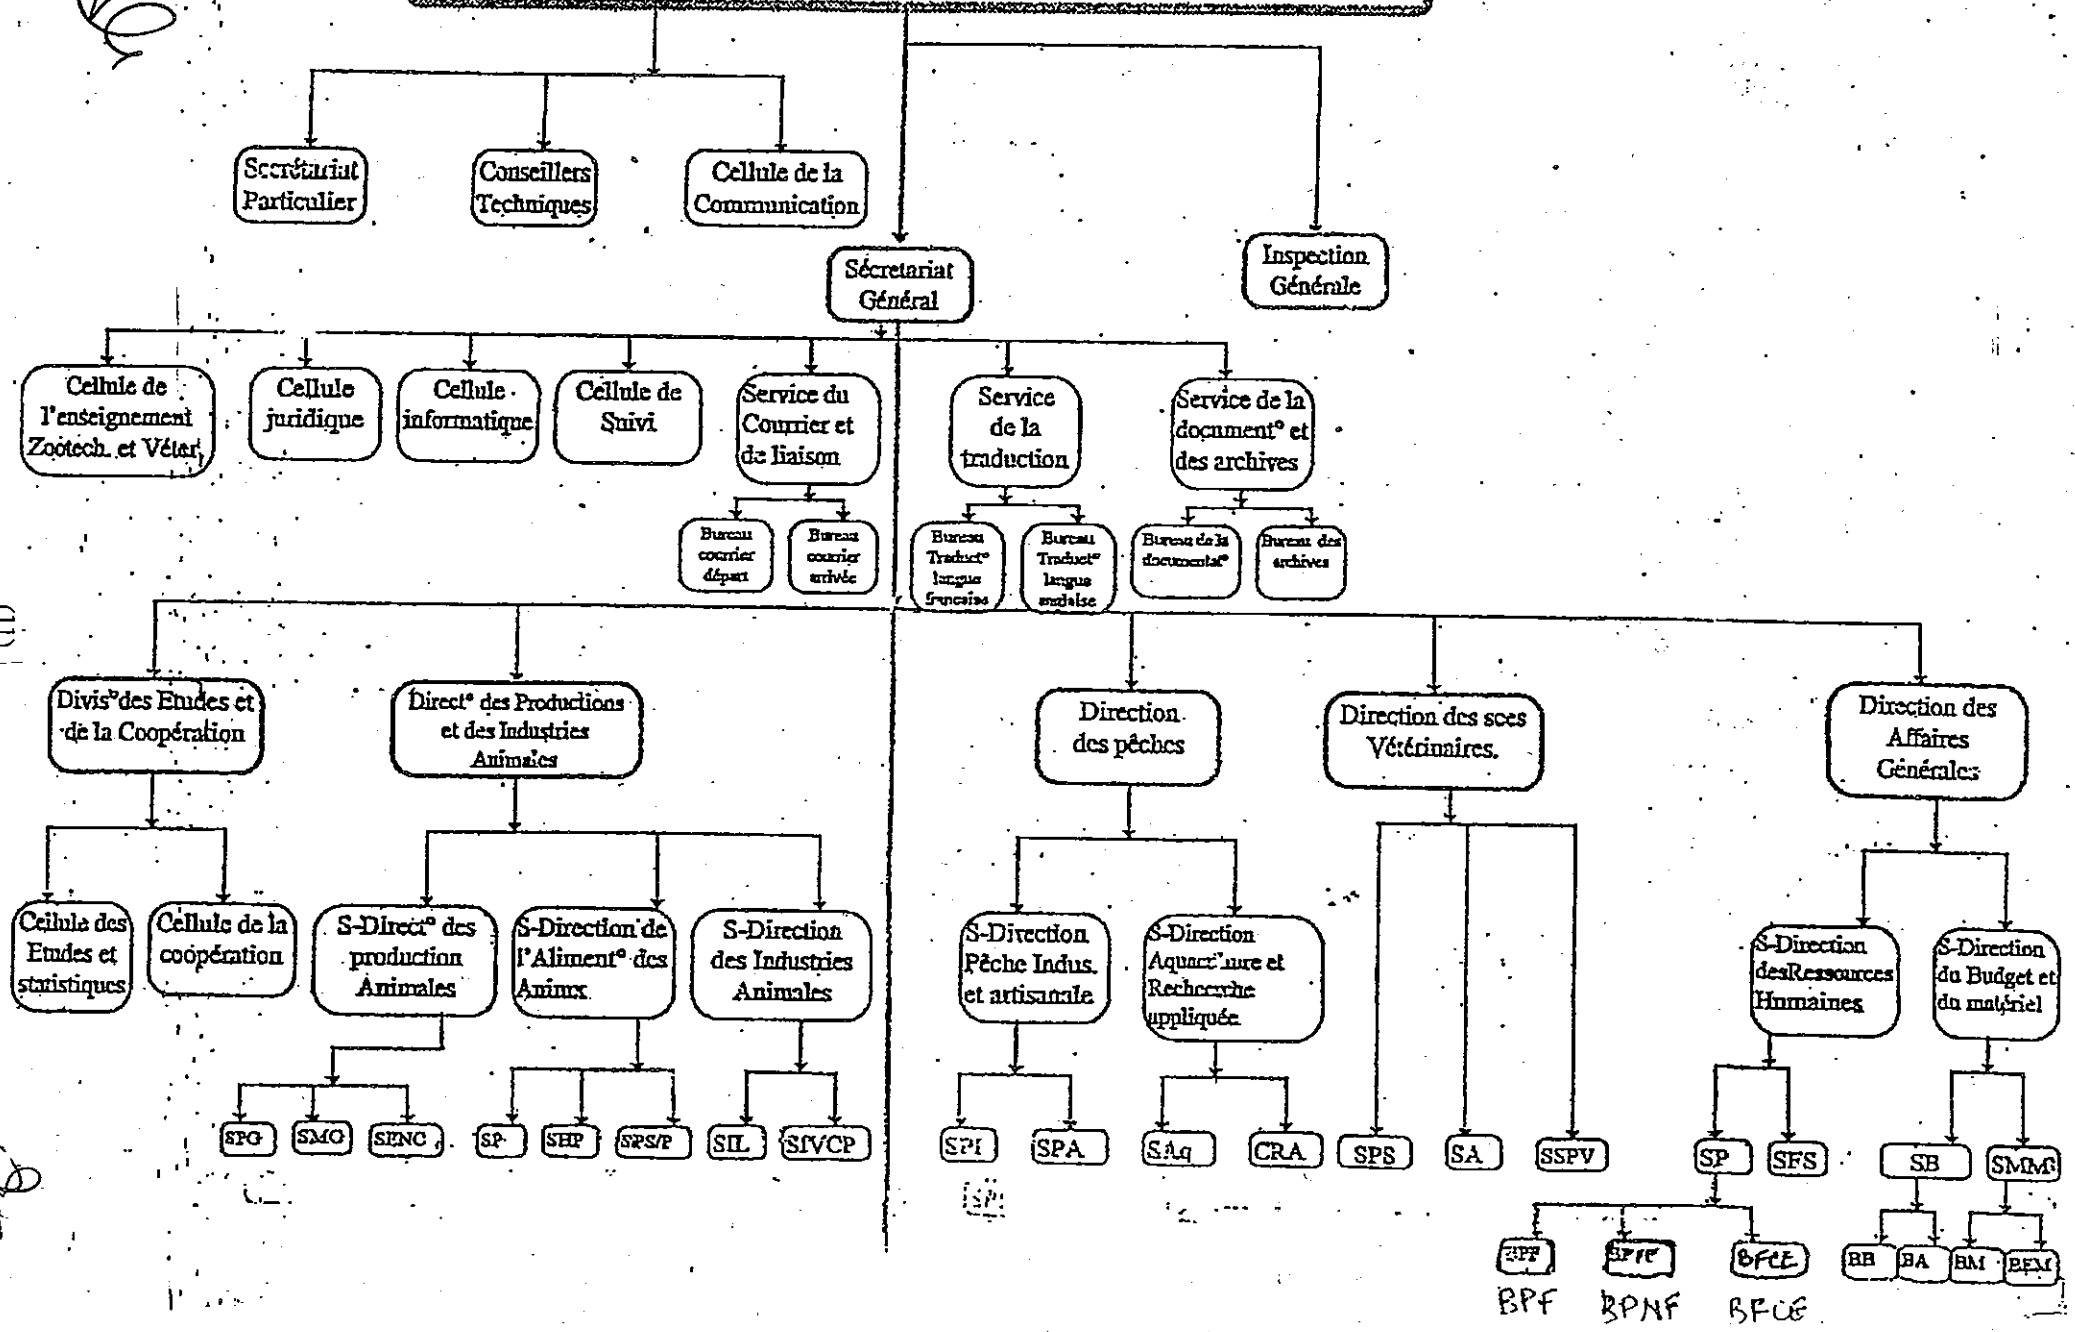 Secrétariat
Particulier
Conseillers
Techniques
Cellule de la
Communication
Sécretariat
Général
Inspection
Générale
Cellule de
l'enseignement
Zootech. et Véter.
Cellule
juridique
Cellule
informatique
Cellule de
Suivi
Service du
Courrier et
de liaison
Service
de la
traduction
Service de la
document° et
des archives
Bureau
courrier
départ
Bureau
courrier
arrivée
Bureau
Traduct°
langue
française
Bureau
Traduct°
langue
anglaise
Bureau de la
documentat°
Bureau des
archives
Divis° des Etudes et
de la Coopération
Direct° des Productions
et des Industries
Animales
Direction
des pêches
Direction des sces
Vétérinaires.
Direction des
Affaires
Générales
Cellule des
Etudes et
statistiques
Cellule de la
coopération
S-Direct° des
production
Animales
S-Direction de
l'Aliment° des
Animx
S-Direction
des Industries
Animales
S-Direction
Pêche Indus.
et artisanale
S-Direction
Aquaculture et
Recherche
appliquée
S-Direction
desRessources
Humaines
S-Direction
du Budget et
du matériel
SPG
SMO
SENC
SP
SHP
SPS/P
SIL
SIVCP
SPI
SPA
SAq
CRA
SPS
SA
SSPV
SP
SFS
SB
BPF
BFCE
BB
BA
BM
BEM
BPF
BPNF
BFCE